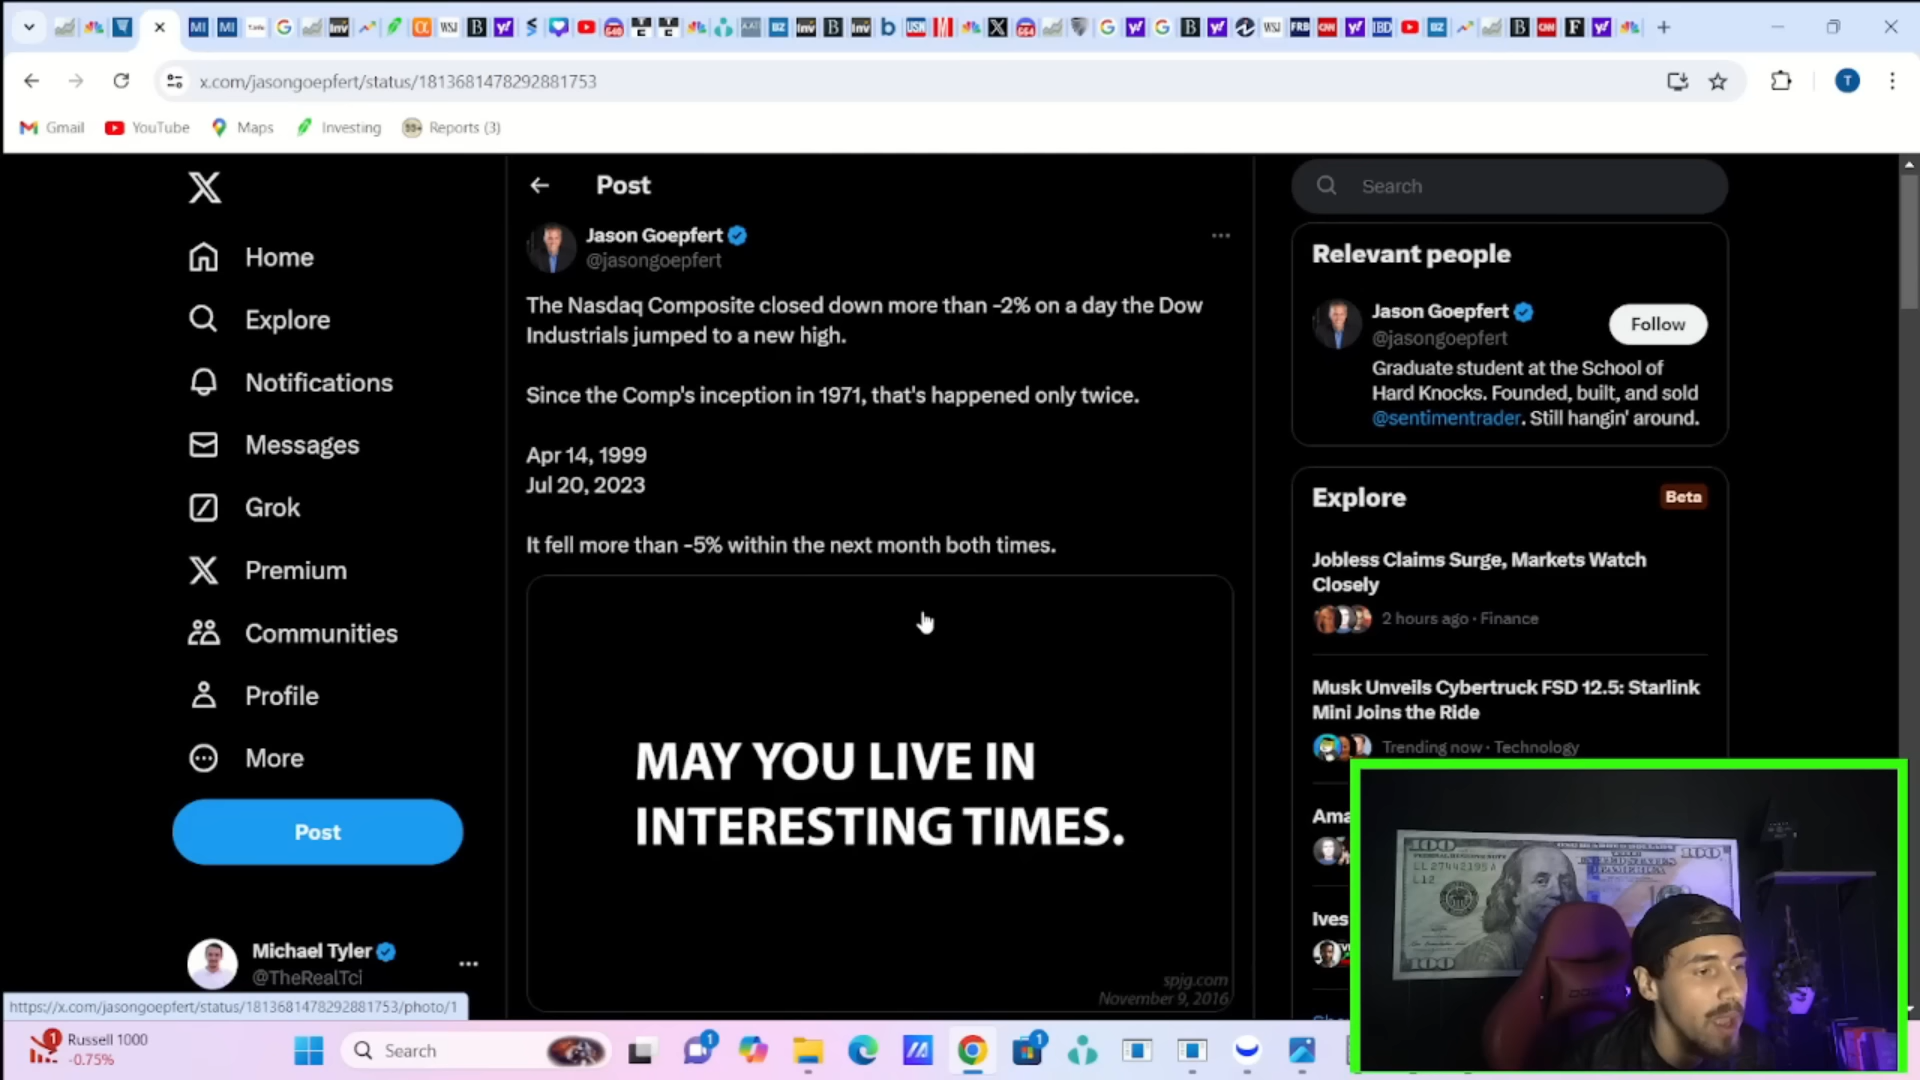 x.com/jasongoepfert/status/1813681478292881753
Gmail
YouTube
Maps
Investing
Reports (3)
Post
Search
Jason Goepfert
@jasongoepfert
The Nasdaq Composite closed down more than -2% on a day the Dow
Industrials jumped to a new high.
Since the Comp's inception in 1971, that's happened only twice.
Apr 14, 1999
Jul 20, 2023
It fell more than -5% within the next month both times.
MAY YOU LIVE IN
INTERESTING TIMES.
spjg.com
November 9, 2016
Home
Explore
Notifications
Messages
Grok
Premium
Communities
Profile
More
Post
Michael Tyler
@TheRealTci
Relevant people
Jason Goepfert
@jasongoepfert
Follow
Graduate student at the School of
Hard Knocks. Founded, built, and sold
@sentimentrader. Still hangin' around.
Explore
Beta
Jobless Claims Surge, Markets Watch
Closely
2 hours ago · Finance
Musk Unveils Cybertruck FSD 12.5: Starlink
Mini Joins the Ride
Trending now · Technology
Ives
https://x.com/jasongoepfert/status/1813681478292881753/photo/1
Russell 1000
-0.75%
Search